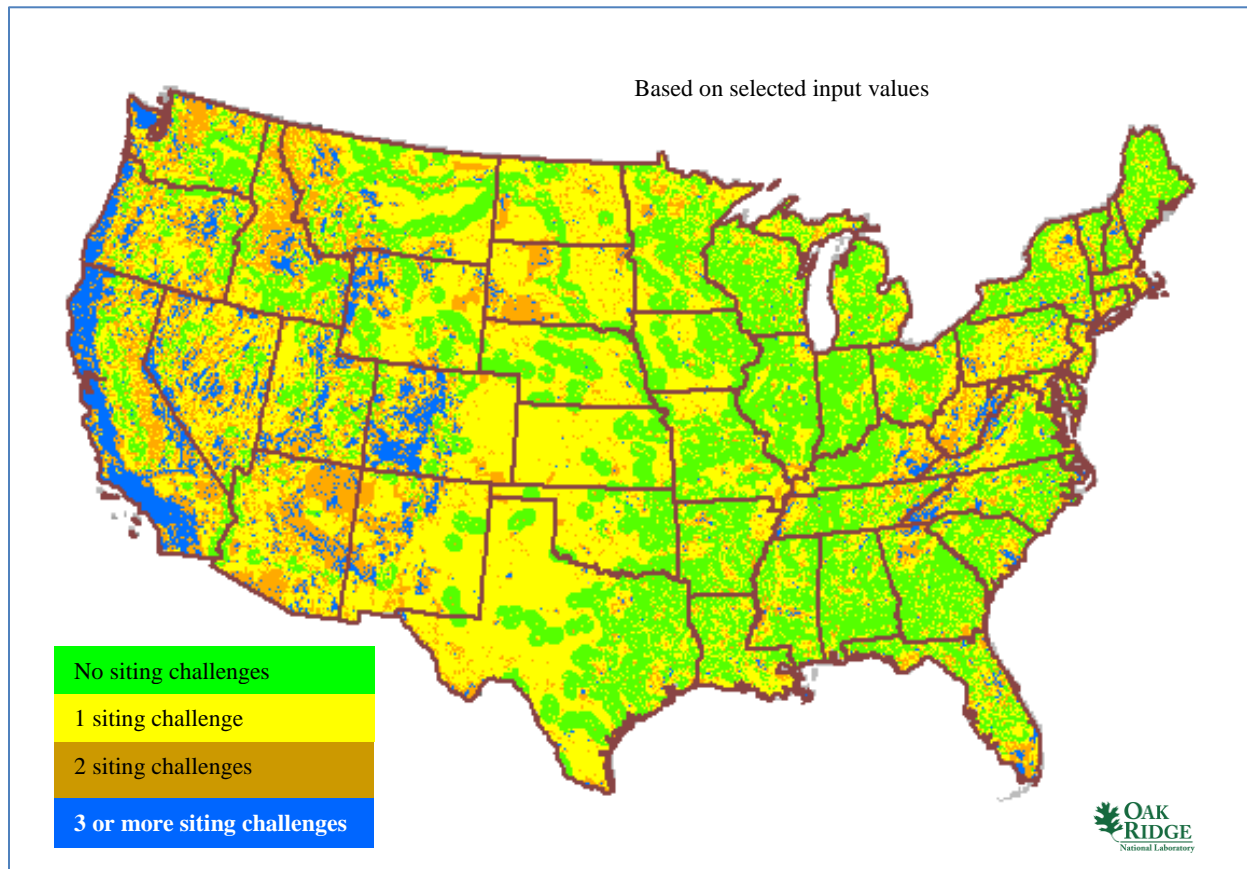 Based on selected input values
No siting challenges
1 siting challenge
2 siting challenges
3 or more siting challenges
OAK
RIDGE
National Laboratory